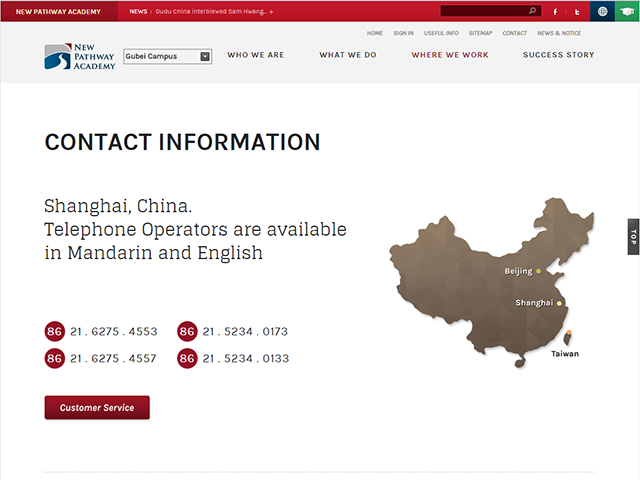 NEW PATHWAY ACADEMY
NEWS : Dudu China Interbiewed Sam Hwang... +
HOME SIGN IN USEFUL INFO SITEMAP CONTACT NEWS & NOTICE
NEW
PATHWAY
ACADEMY
Gubei Campus
WHO WE ARE WHAT WE DO WHERE WE WORK SUCCESS STORY
CONTACT INFORMATION
Shanghai, China.
Telephone Operators are available
in Mandarin and English
TOP
Beijing
Shanghai
Taiwan
86 21 . 6275 . 4553 86 21 . 5234 . 0173
86 21 . 6275 . 4557 86 21 . 5234 . 0133
Customer Service